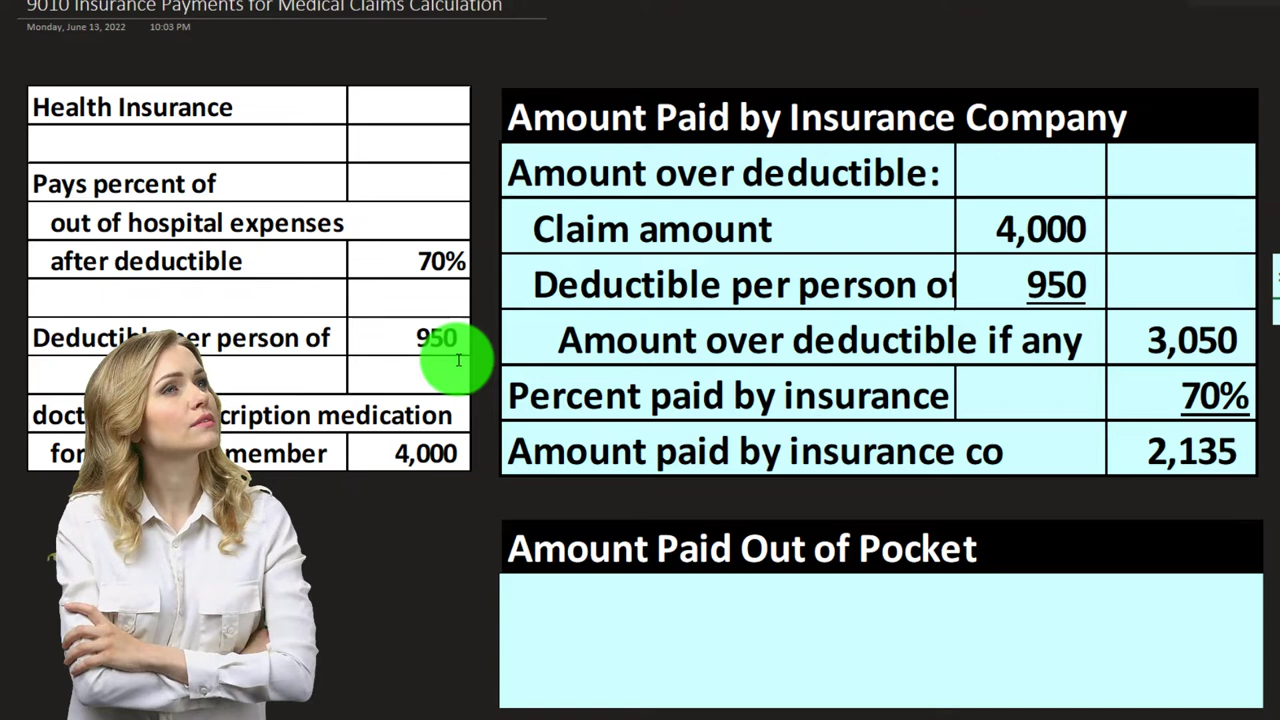 9010 Insurance Payments for Medical Claims Calculation
Monday, June 13, 2022 10:03 PM
Health Insurance
Pays percent of
out of hospital expenses
after deductible 70%
Deductible per person of 950
cription medication
member 4,000
Amount Paid by Insurance Company
Amount over deductible:
Claim amount 4,000
Deductible per person of 950
Amount over deductible if any 3,050
Percent paid by insurance 70%
Amount paid by insurance co 2,135
Amount Paid Out of Pocket